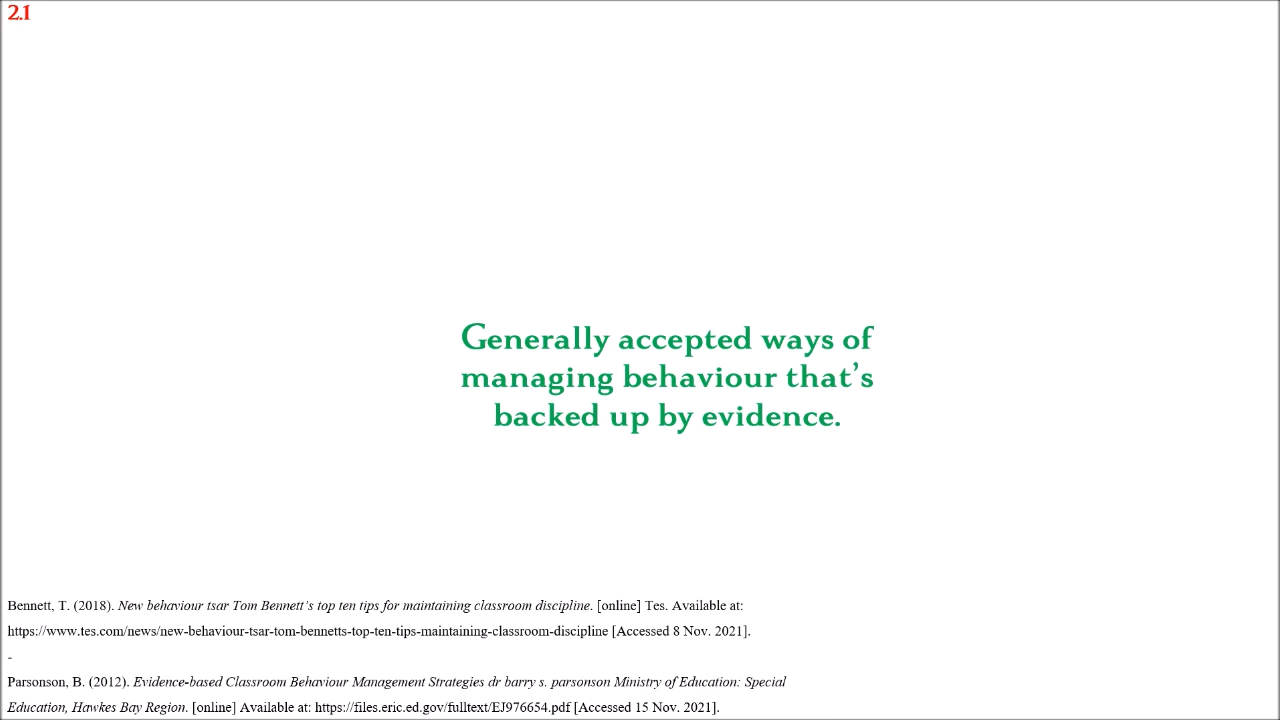 2.1
Generally accepted ways of
managing behaviour that’s
backed up by evidence.
Bennett, T. (2018). New behaviour tsar Tom Bennett’s top ten tips for maintaining classroom discipline. [online] Tes. Available at:
https://www.tes.com/news/new-behaviour-tsar-tom-bennetts-top-ten-tips-maintaining-classroom-discipline [Accessed 8 Nov. 2021].
-
Parsonson, B. (2012). Evidence-based Classroom Behaviour Management Strategies dr barry s. parsonson Ministry of Education: Special
Education, Hawkes Bay Region. [online] Available at: https://files.eric.ed.gov/fulltext/EJ976654.pdf [Accessed 15 Nov. 2021].